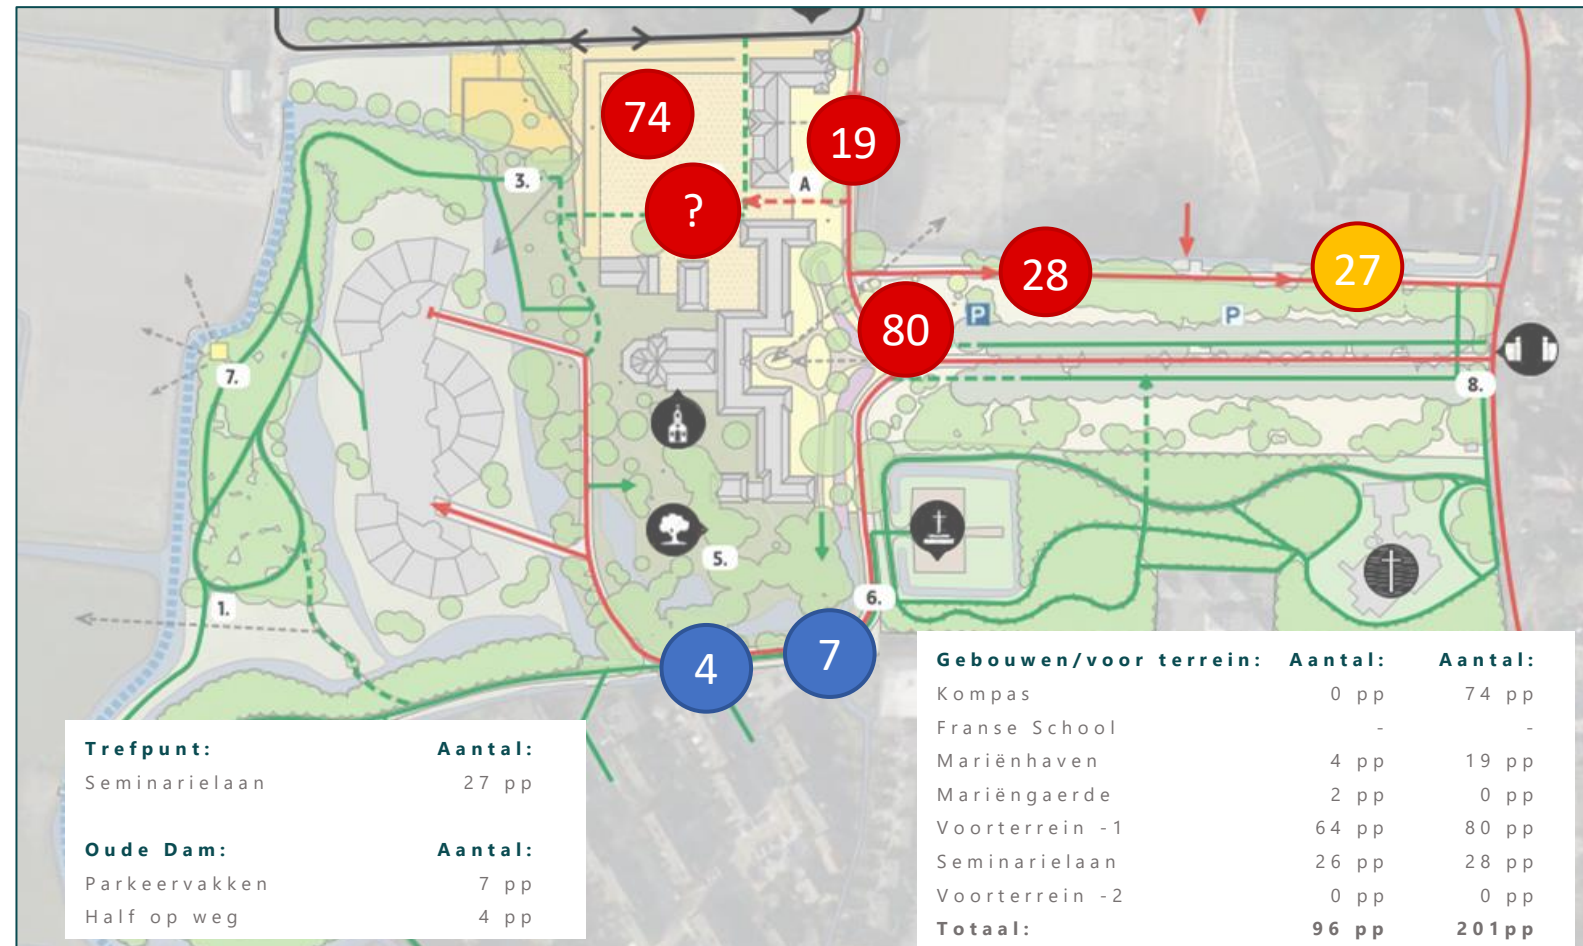 74
19
3.
A
?
28
27
80
P
P
7.
8.
5.
1.
6.
4
7
Trefpunt: Aantal:
Seminarielaan 27 pp
Oude Dam: Aantal:
Parkeervakken 7 pp
Half op weg 4 pp
Gebouwen/voor terrein: Aantal: Aantal:
Kompas 0 pp 74 pp
Franse School - -
Mariënhaven 4 pp 19 pp
Mariëngaerde 2 pp 0 pp
Voorterrein -1 64 pp 80 pp
Seminarielaan 26 pp 28 pp
Voorterrein -2 0 pp 0 pp
Totaal: 96 pp 201pp